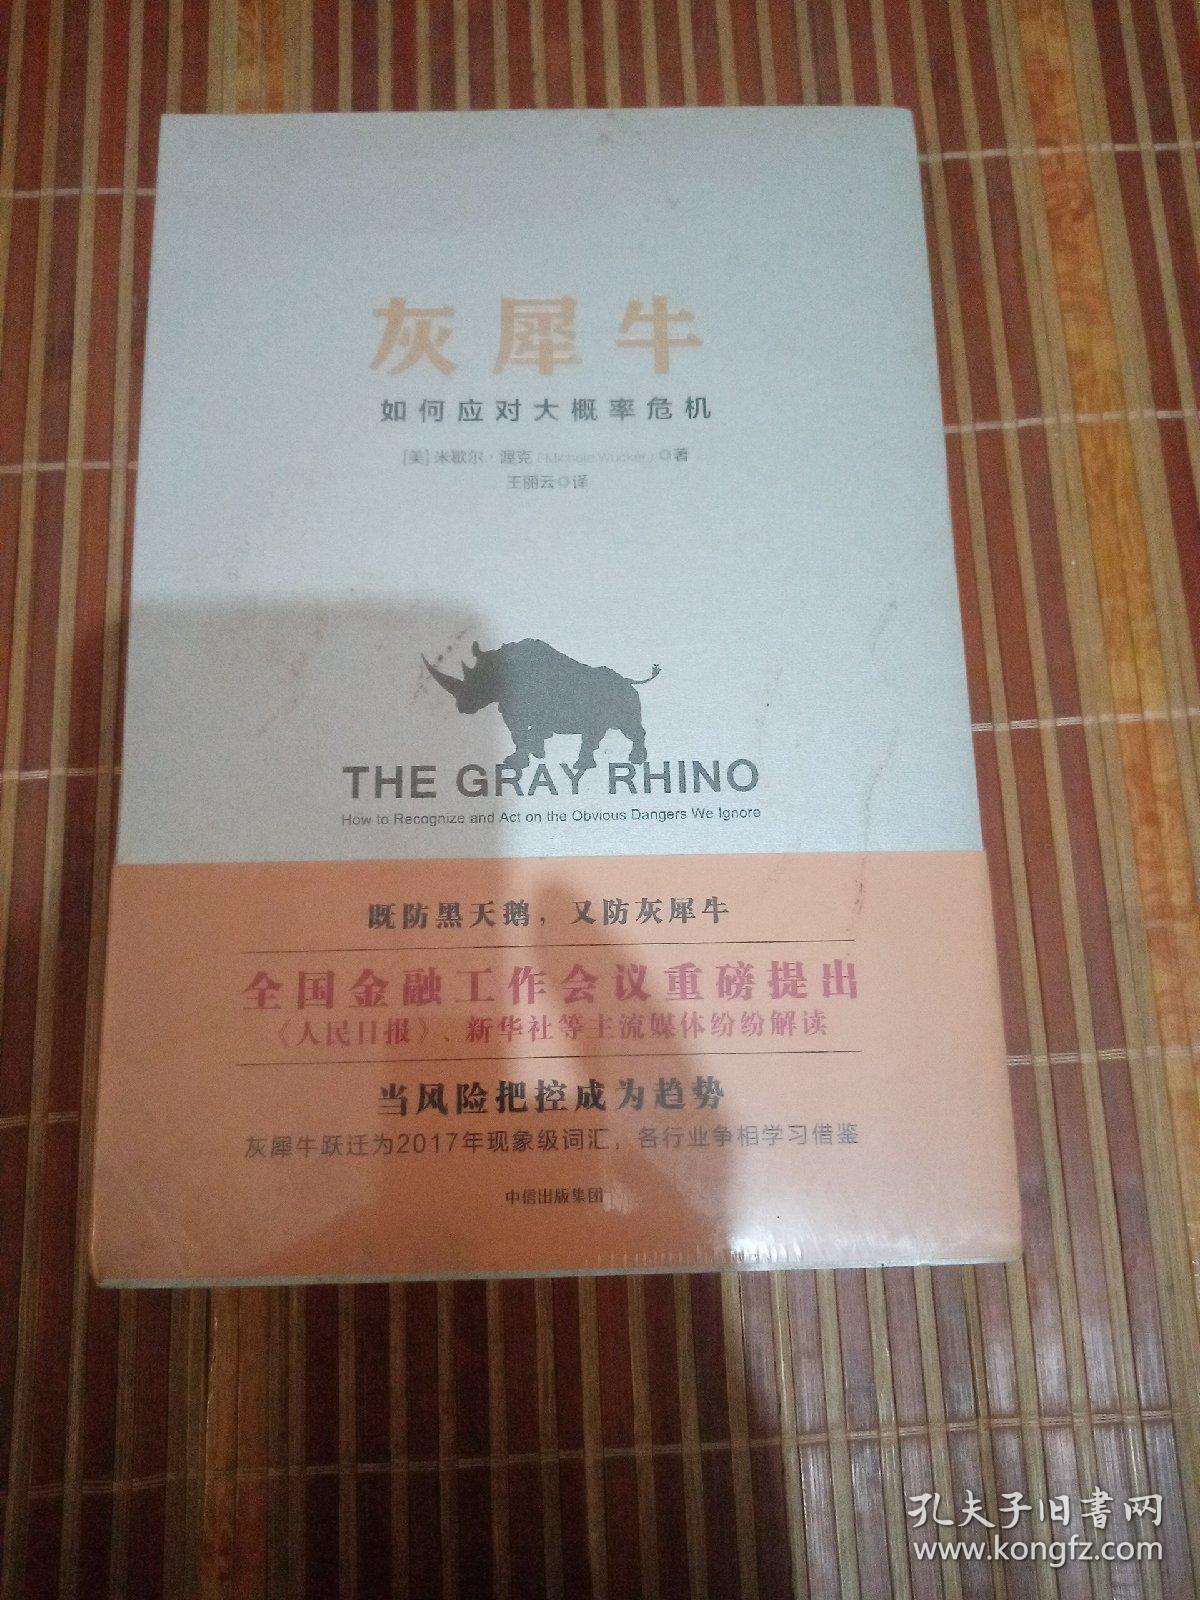 灰犀牛
如何应对大概率危机
[美] 米歇尔·渥克 (Michele Wucker) ◎ 著
王丽云 ◎ 译
THE GRAY RHINO
How to Recognize and Act on the Obvious Dangers We Ignore
既防黑天鹅，又防灰犀牛
全国金融工作会议重磅提出
《人民日报》、新华社等主流媒体纷纷解读
当风险把控成为趋势
灰犀牛跃迁为2017年现象级词汇，各行业争相学习借鉴
中信出版集团
孔夫子旧书网
www.kongfz.com